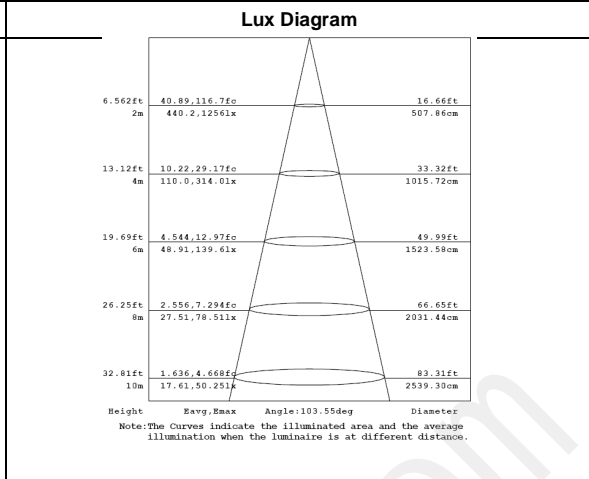 Lux Diagram
6.562ft 40.89,116.7fc 16.66ft
2m 440.2,1256lx 507.86cm
13.12ft 10.22,29.17fc 33.32ft
4m 110.0,314.0lx 1015.72cm
19.69ft 4.544,12.97fc 49.99ft
6m 48.91,139.6lx 1523.58cm
26.25ft 2.556,7.294fc 66.65ft
8m 27.51,78.51lx 2031.44cm
32.81ft 1.636,4.668fc 83.31ft
10m 17.61,50.25lx 2539.30cm
Height Eavg,Emax Angle:103.55deg Diameter
Note:The Curves indicate the illuminated area and the average
illumination when the luminaire is at different distance.